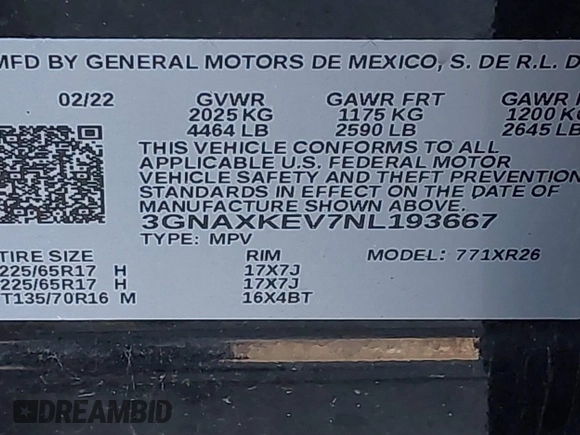 MFD BY GENERAL MOTORS DE MEXICO, S. DE R.L. D
02/22 GVWR GAWR FRT GAWR
2025 KG 1175 KG 1200 KG
4464 LB 2590 LB 2645 LB
THIS VEHICLE CONFORMS TO ALL
APPLICABLE U.S. FEDERAL MOTOR
VEHICLE SAFETY AND THEFT PREVENTION
STANDARDS IN EFFECT ON THE DATE OF
MANUFACTURE SHOWN ABOVE.
3GNAXKEV7NL193667
TYPE: MPV MODEL: 771XR26
TIRE SIZE RIM
225/65R17 H 17X7J
225/65R17 H 17X7J
T135/70R16 M 16X4BT
DREAMBID